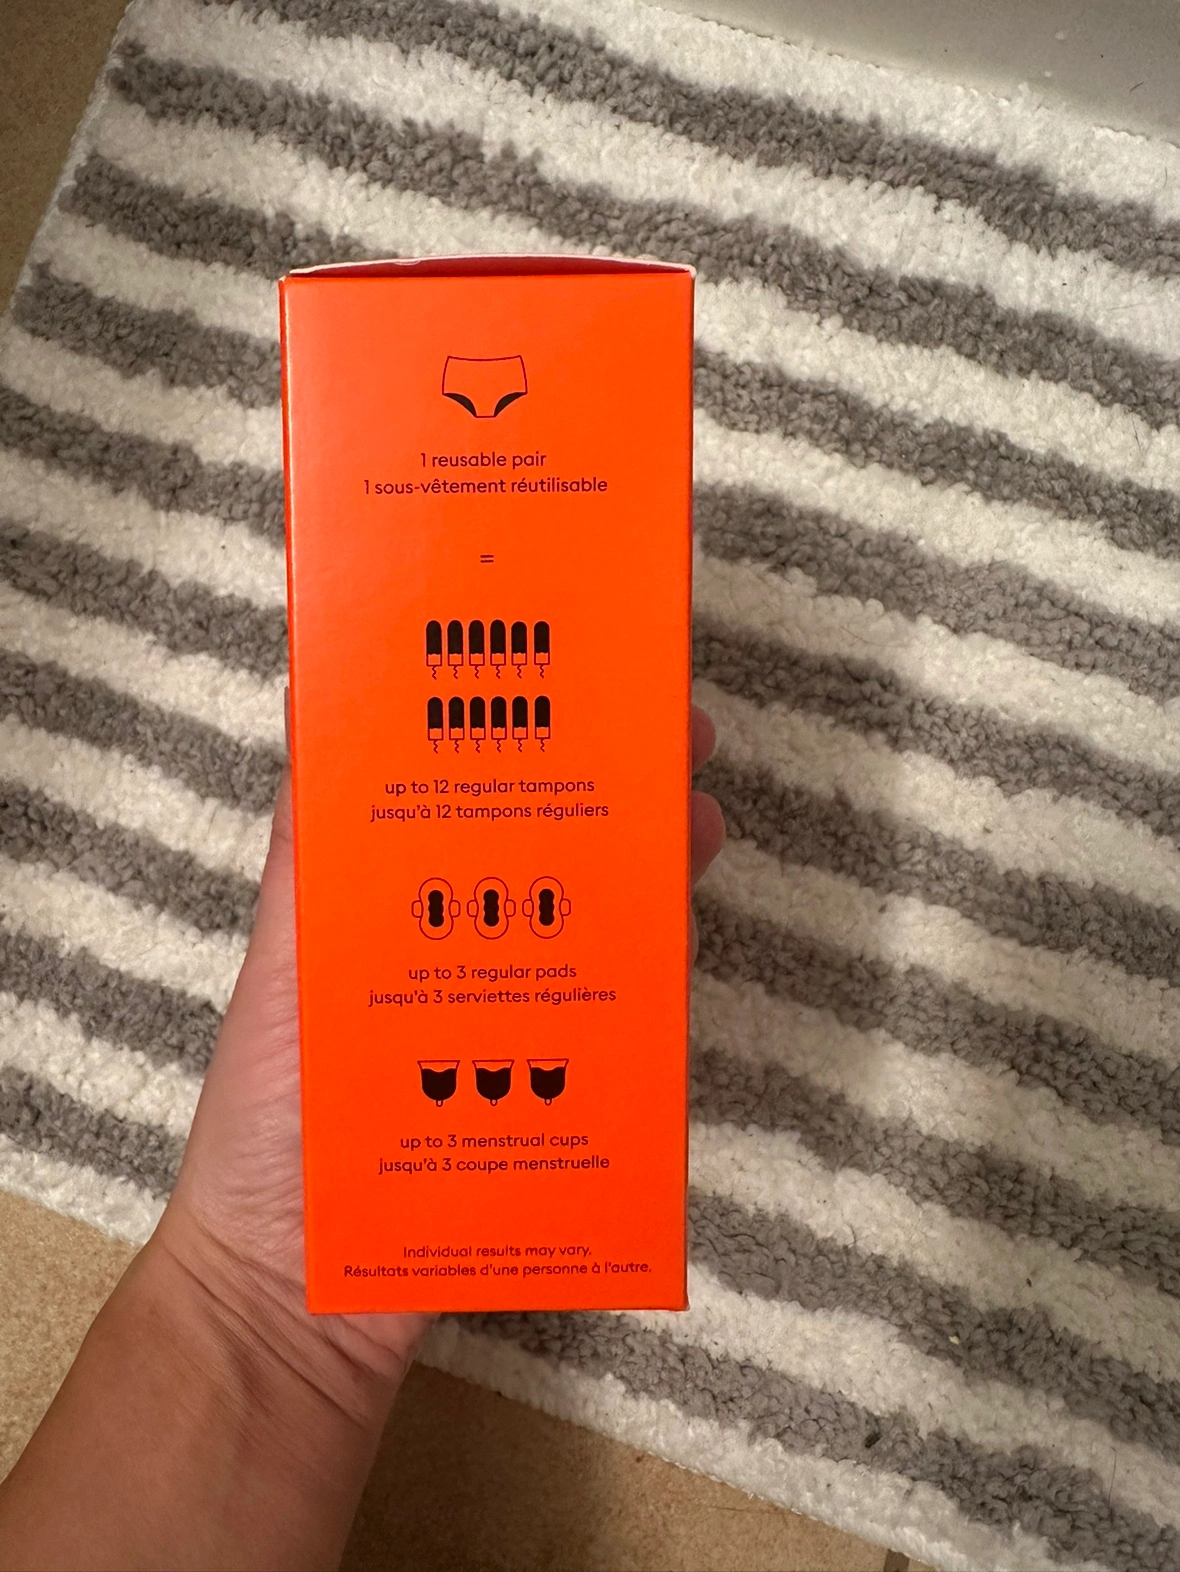 1 reusable pair
1 sous-vêtement réutilisable
=
up to 12 regular tampons
jusqu'à 12 tampons réguliers
up to 3 regular pads
jusqu'à 3 serviettes régulières
up to 3 menstrual cups
jusqu'à 3 coupe menstruelle
Individual results may vary.
Résultats variables d'une personne à l'autre.